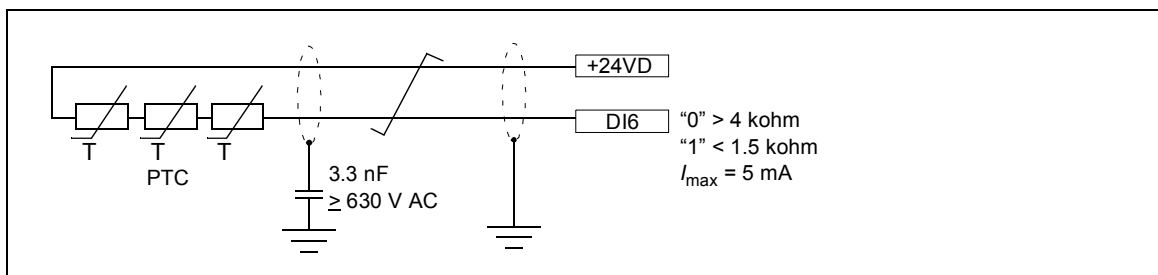 +24VD
DI6
“0” > 4 kohm
“1” < 1.5 kohm
Imax = 5 mA
T T T
PTC
3.3 nF
≥ 630 V AC